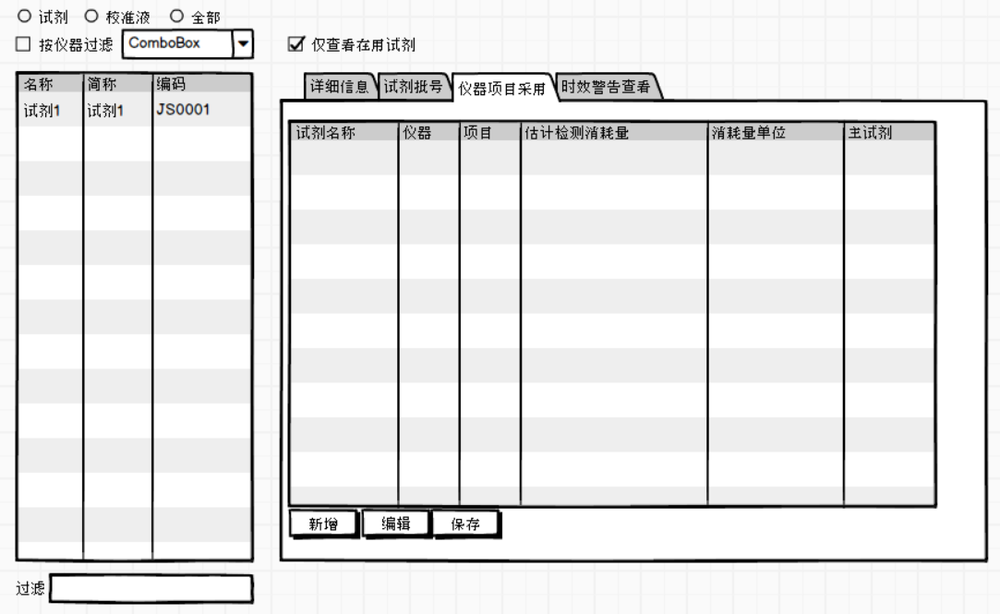 试剂 校准液 全部
按仪器过滤 ComboBox 仅查看在用试剂
名称 简称 编码
试剂1 试剂1 JS0001
详细信息 试剂批号 仪器项目采用 时效警告查看
试剂名称 仪器 项目 估计检测消耗量 消耗量单位 主试剂
新增 编辑 保存
过滤